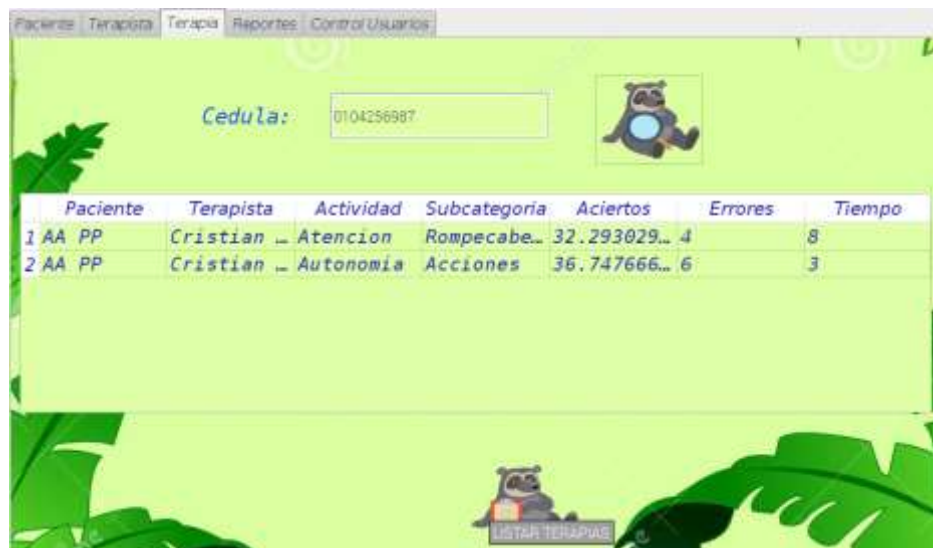 Paciente Terapista Terapia Reportes Control Usuarios
Cedula: 0104256987
Paciente Terapista Actividad Subcategoria Aciertos Errores Tiempo
1 AA PP Cristian ... Atencion Rompecabe... 32.293029... 4 8
2 AA PP Cristian ... Autonomia Acciones 36.747666... 6 3
LISTAR TERAPIAS